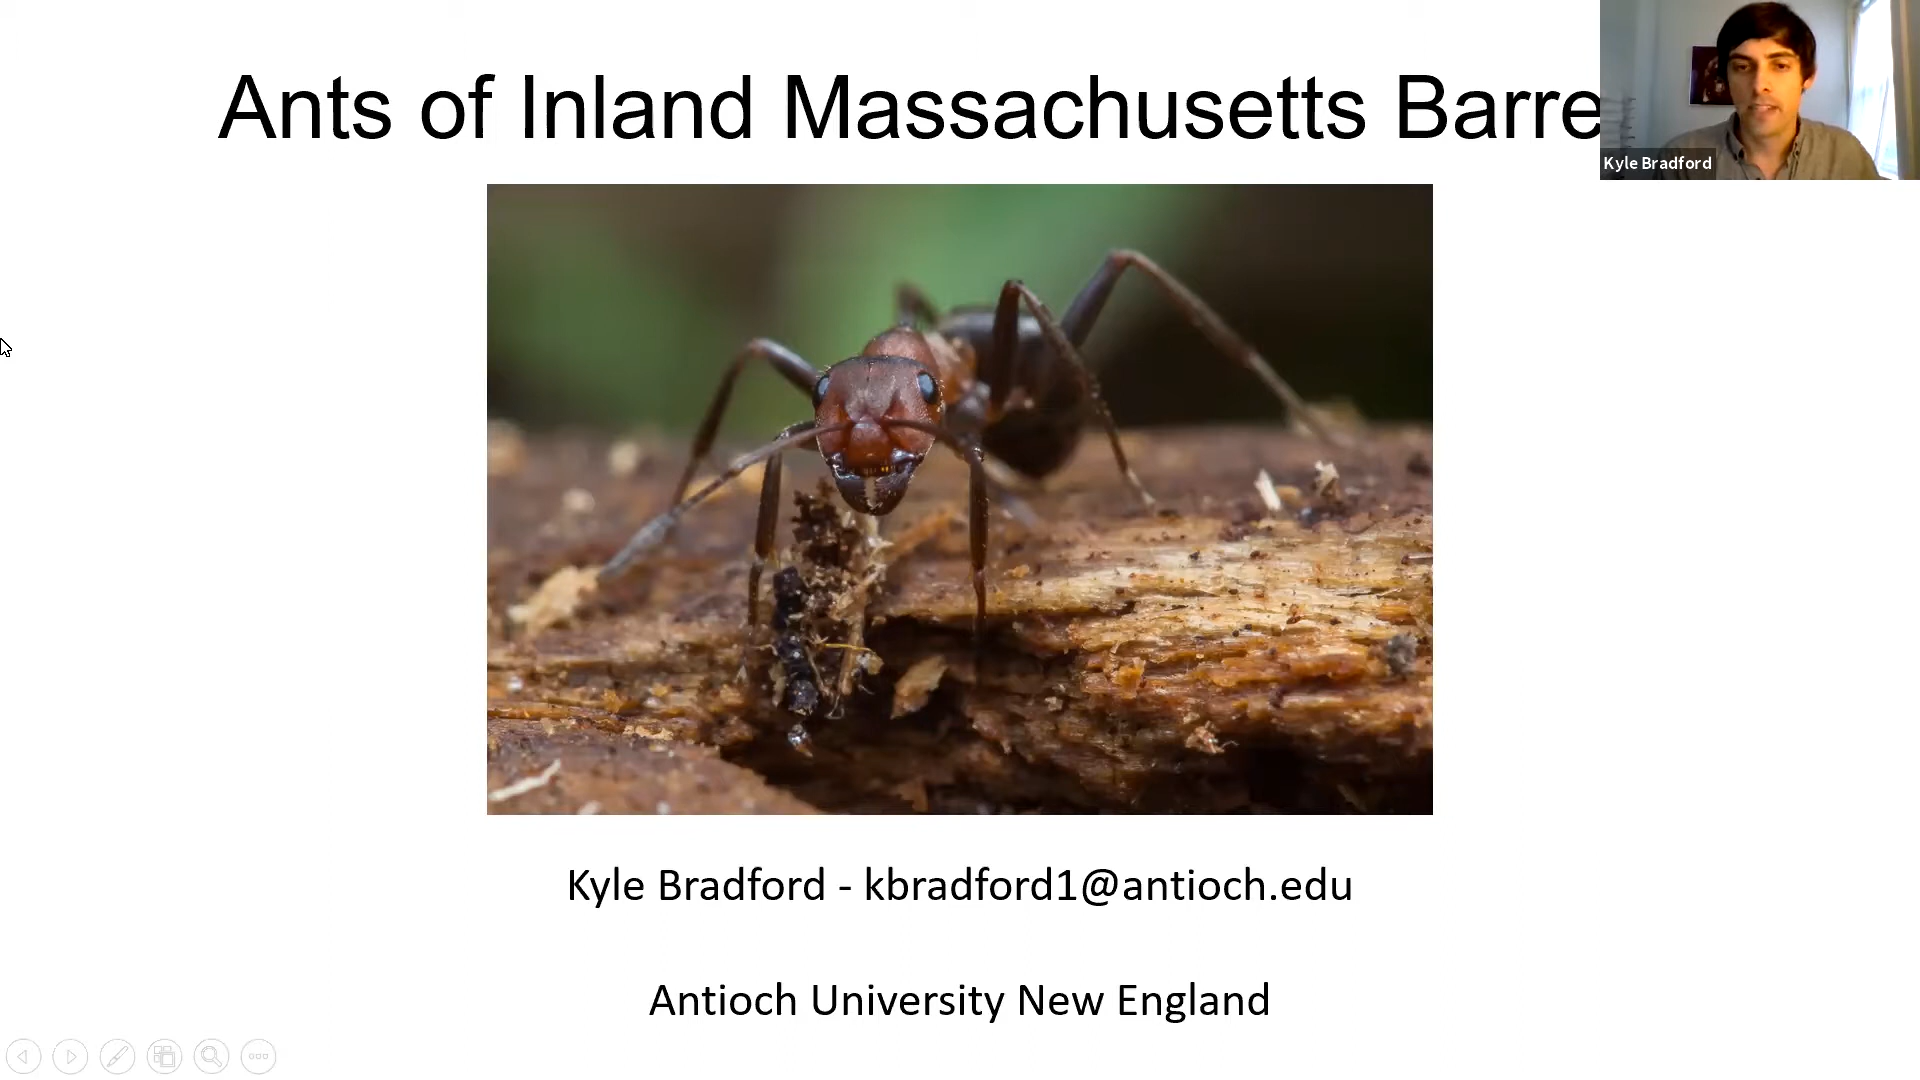 Ants of Inland Massachusetts Barre
Kyle Bradford
Kyle Bradford - kbradford1@antioch.edu
Antioch University New England